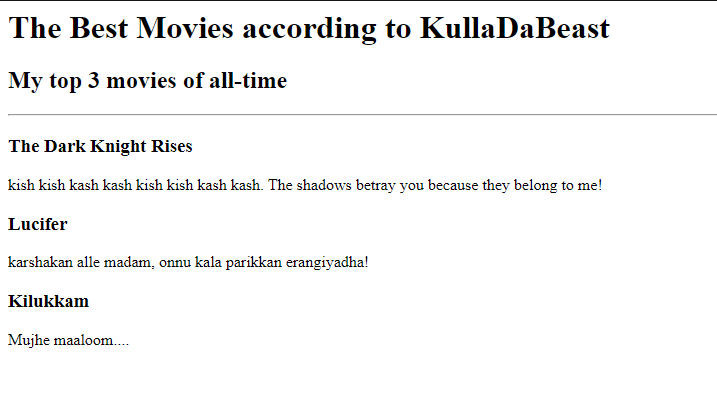 The Best Movies according to KullaDaBeast
My top 3 movies of all-time
The Dark Knight Rises
kish kish kash kash kish kish kash kash. The shadows betray you because they belong to me!
Lucifer
karshakan alle madam, onnu kala parikkan erangiyadha!
Kilukkam
Mujhe maaloom....